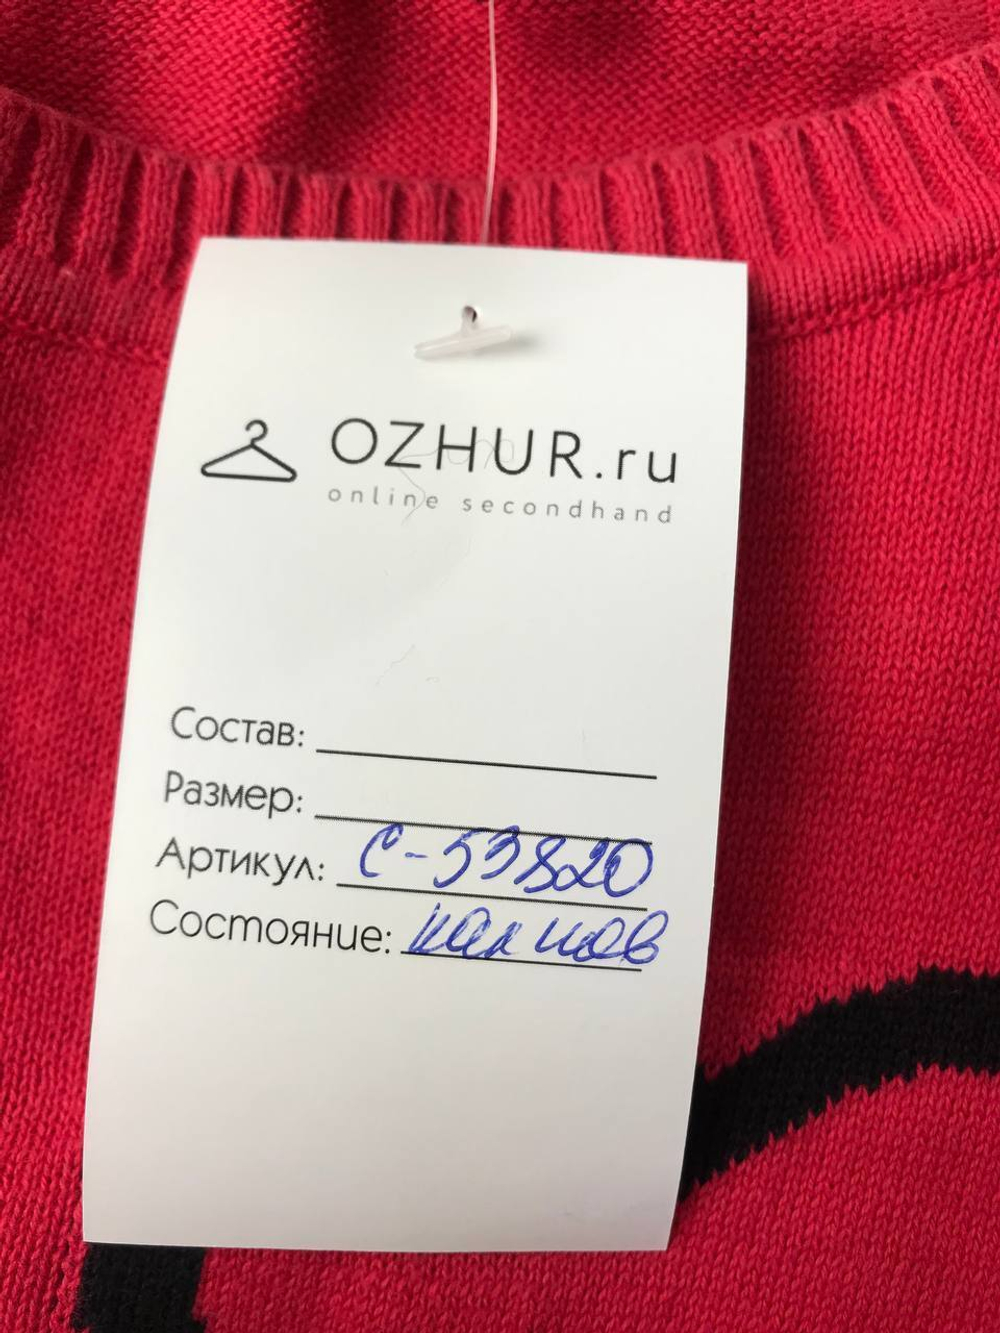 OZHUR.ru
online secondhand
Состав:
Размер:
Артикул: С-53820
Состояние: